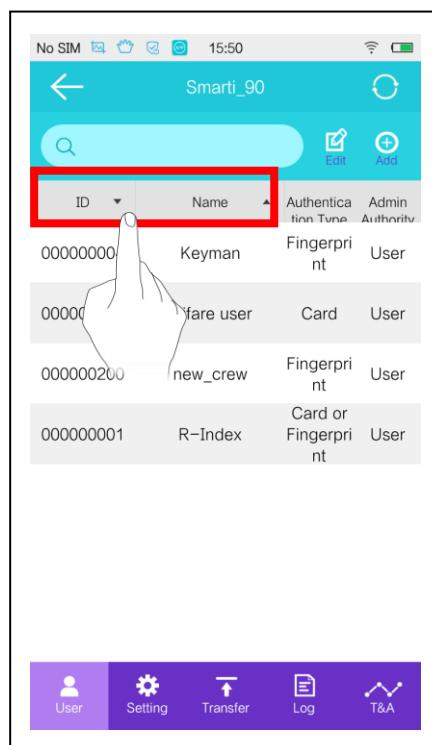 No SIM 15:50
Smarti_90
Edit Add
ID Name Authentica Admin
tion Type Authority
Fingerpri
Keyman User
nt
fare user Card User
Fingerpri
000000200 new_crew User
nt
Card or
000000001 R-Index Fingerpri User
nt
User Setting Transfer Log T&A